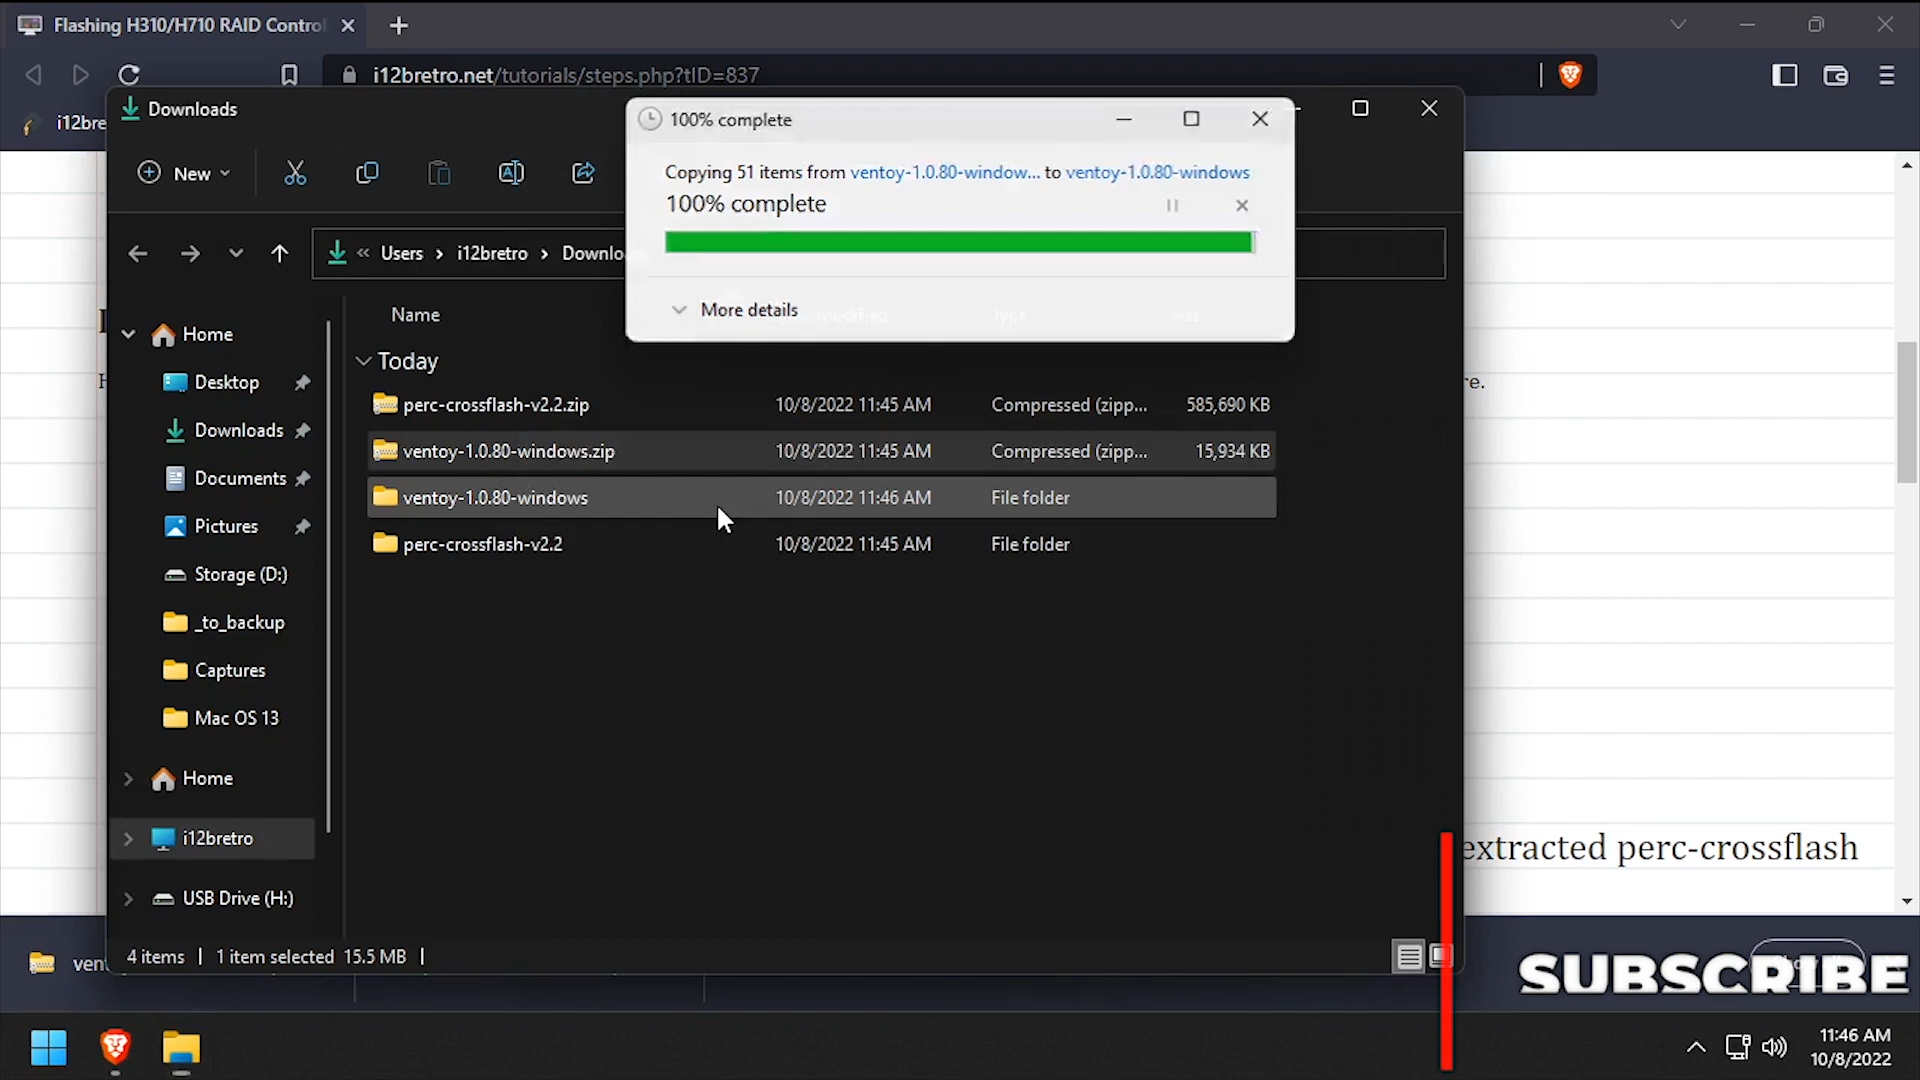 Flashing H310/H710 RAID Control
i12bretro.net/tutorials/steps.php?tID=837
i12bre
Downloads
100% complete
New
Copying 51 items from ventoy-1.0.80-window... to ventoy-1.0.80-windows
100% complete
Users > i12bretro > Downlo
More details
Name
Home
Today
Desktop
perc-crossflash-v2.2.zip 10/8/2022 11:45 AM Compressed (zipp... 585,690 KB
re.
Downloads
ventoy-1.0.80-windows.zip 10/8/2022 11:45 AM Compressed (zipp... 15,934 KB
Documents
ventoy-1.0.80-windows 10/8/2022 11:46 AM File folder
Pictures
perc-crossflash-v2.2 10/8/2022 11:45 AM File folder
Storage (D:)
_to_backup
Captures
Mac OS 13
Home
i12bretro
extracted perc-crossflash
USB Drive (H:)
4 items | 1 item selected 15.5 MB |
ven
SUBSCRIBE
11:46 AM
10/8/2022